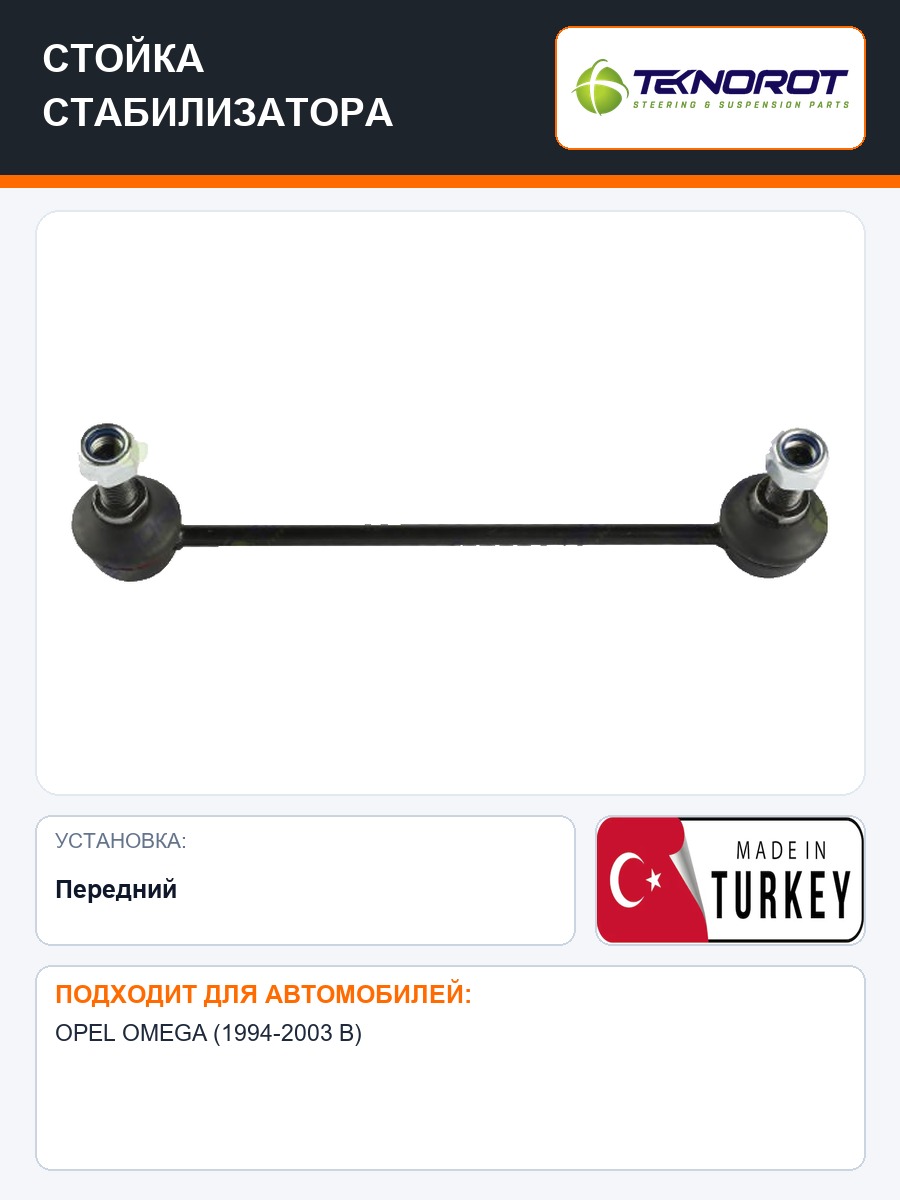 СТОЙКА
СТАБИЛИЗАТОРА
TEKNOROT
STEERING & SUSPENSION PARTS
УСТАНОВКА:
Передний
MADE IN
TURKEY
ПОДХОДИТ ДЛЯ АВТОМОБИЛЕЙ:
OPEL OMEGA (1994-2003 B)